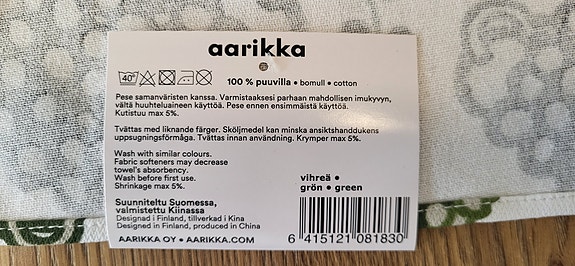 aarikka
40° 100 % puuvilla • bomull • cotton
Pese samanväristen kanssa. Varmistaaksesi parhaan mahdollisen imukyvyn,
vältä huuhteluaineen käyttöä. Pese ennen ensimmäistä käyttöä.
Kutistuu max 5%.
Tvättas med liknande färger. Sköljmedel kan minska ansiktshanddukens
uppsugningsförmåga. Tvättas innan användning. Krymper max 5%.
Wash with similar colours.
Fabric softeners may decrease
towel's absorbency.
Wash before first use.
Shrinkage max 5%.
vihreä •
grön • green
Suunniteltu Suomessa,
valmistettu Kiinassa
Designad i Finland, tillverkad i Kina
Designed in Finland, produced in China
AARIKKA OY • AARIKKA.COM
6 415121 081830